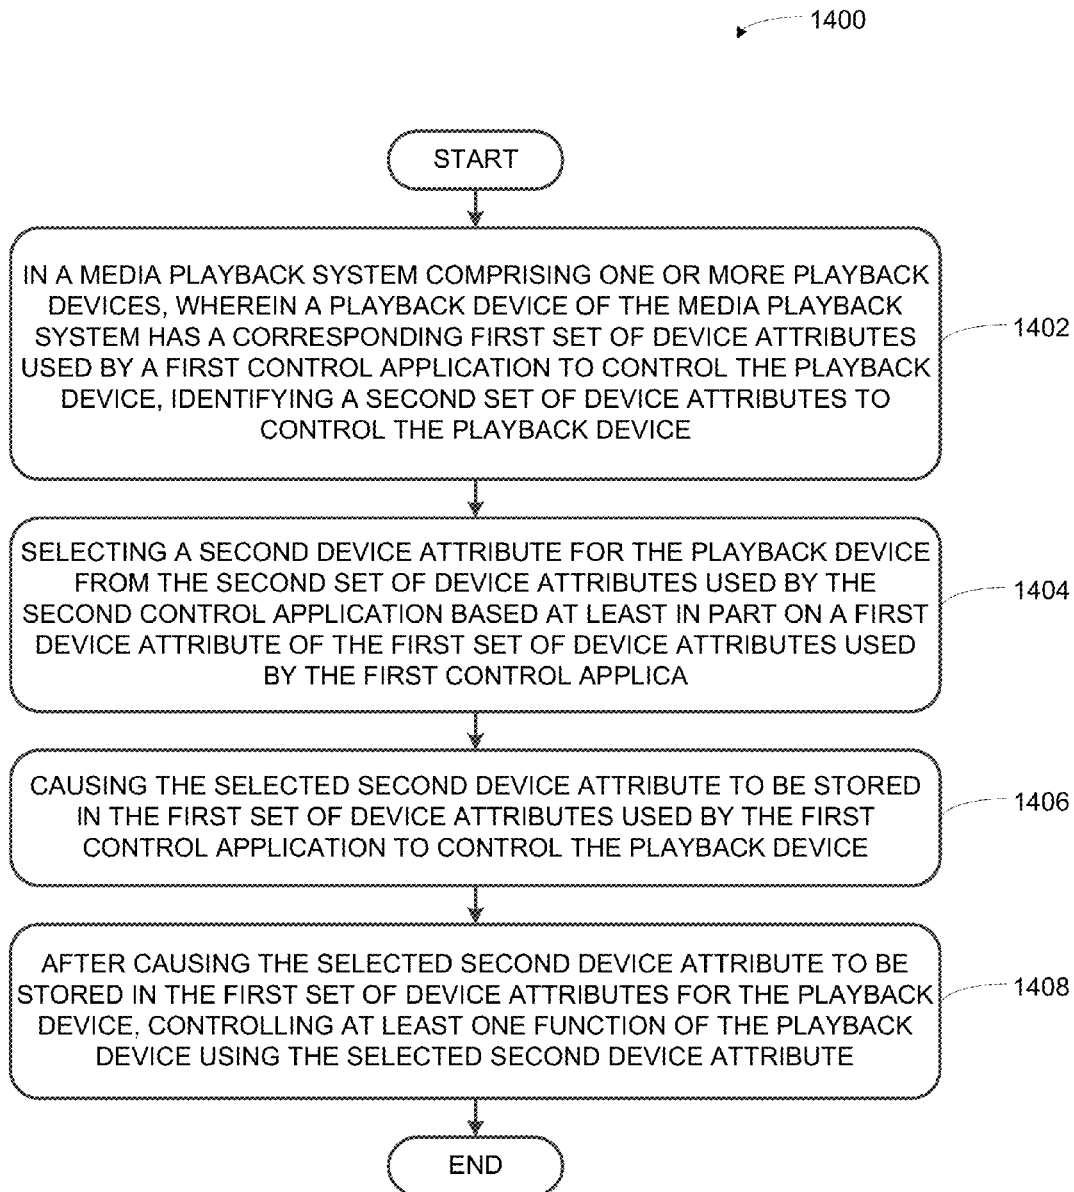 1400
START
IN A MEDIA PLAYBACK SYSTEM COMPRISING ONE OR MORE PLAYBACK
DEVICES, WHEREIN A PLAYBACK DEVICE OF THE MEDIA PLAYBACK
SYSTEM HAS A CORRESPONDING FIRST SET OF DEVICE ATTRIBUTES
USED BY A FIRST CONTROL APPLICATION TO CONTROL THE PLAYBACK
DEVICE, IDENTIFYING A SECOND SET OF DEVICE ATTRIBUTES TO
CONTROL THE PLAYBACK DEVICE
1402
SELECTING A SECOND DEVICE ATTRIBUTE FOR THE PLAYBACK DEVICE
FROM THE SECOND SET OF DEVICE ATTRIBUTES USED BY THE
SECOND CONTROL APPLICATION BASED AT LEAST IN PART ON A FIRST
DEVICE ATTRIBUTE OF THE FIRST SET OF DEVICE ATTRIBUTES USED
BY THE FIRST CONTROL APPLICA
1404
CAUSING THE SELECTED SECOND DEVICE ATTRIBUTE TO BE STORED
IN THE FIRST SET OF DEVICE ATTRIBUTES USED BY THE FIRST
CONTROL APPLICATION TO CONTROL THE PLAYBACK DEVICE
1406
AFTER CAUSING THE SELECTED SECOND DEVICE ATTRIBUTE TO BE
STORED IN THE FIRST SET OF DEVICE ATTRIBUTES FOR THE PLAYBACK
DEVICE, CONTROLLING AT LEAST ONE FUNCTION OF THE PLAYBACK
DEVICE USING THE SELECTED SECOND DEVICE ATTRIBUTE
1408
END